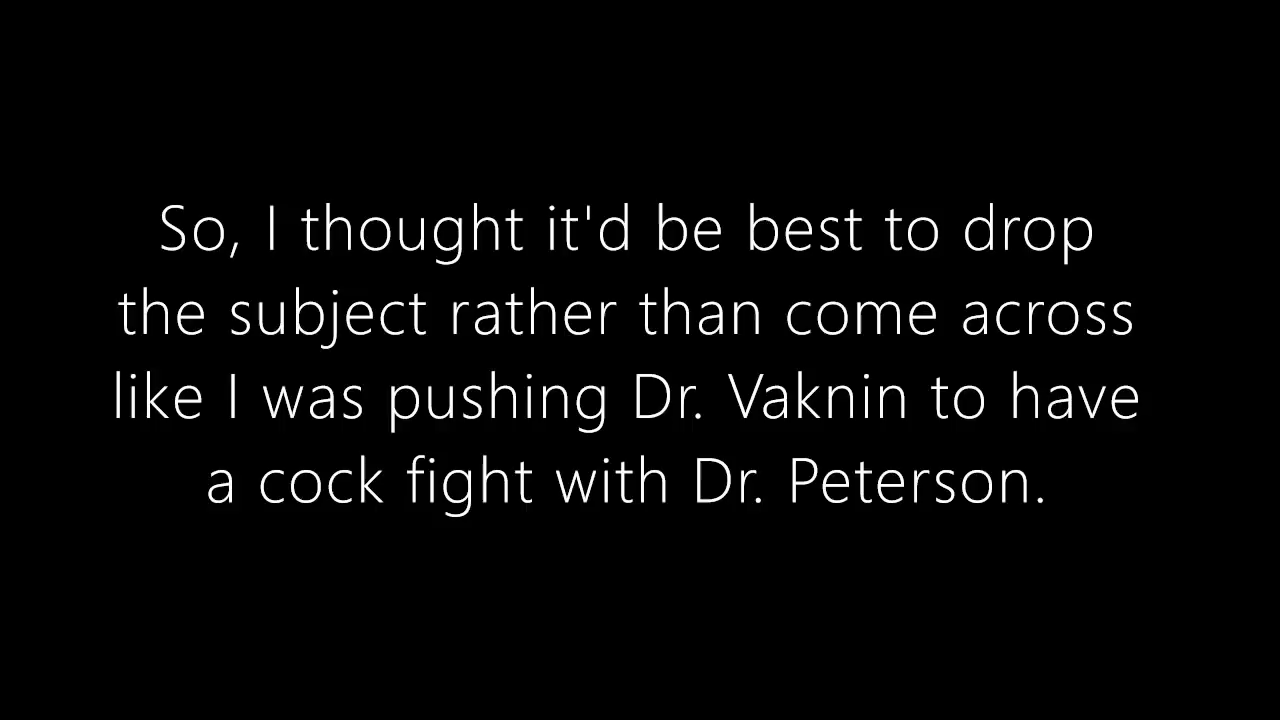 So, I thought it'd be best to drop
the subject rather than come across
like I was pushing Dr. Vaknin to have
a cock fight with Dr. Peterson.